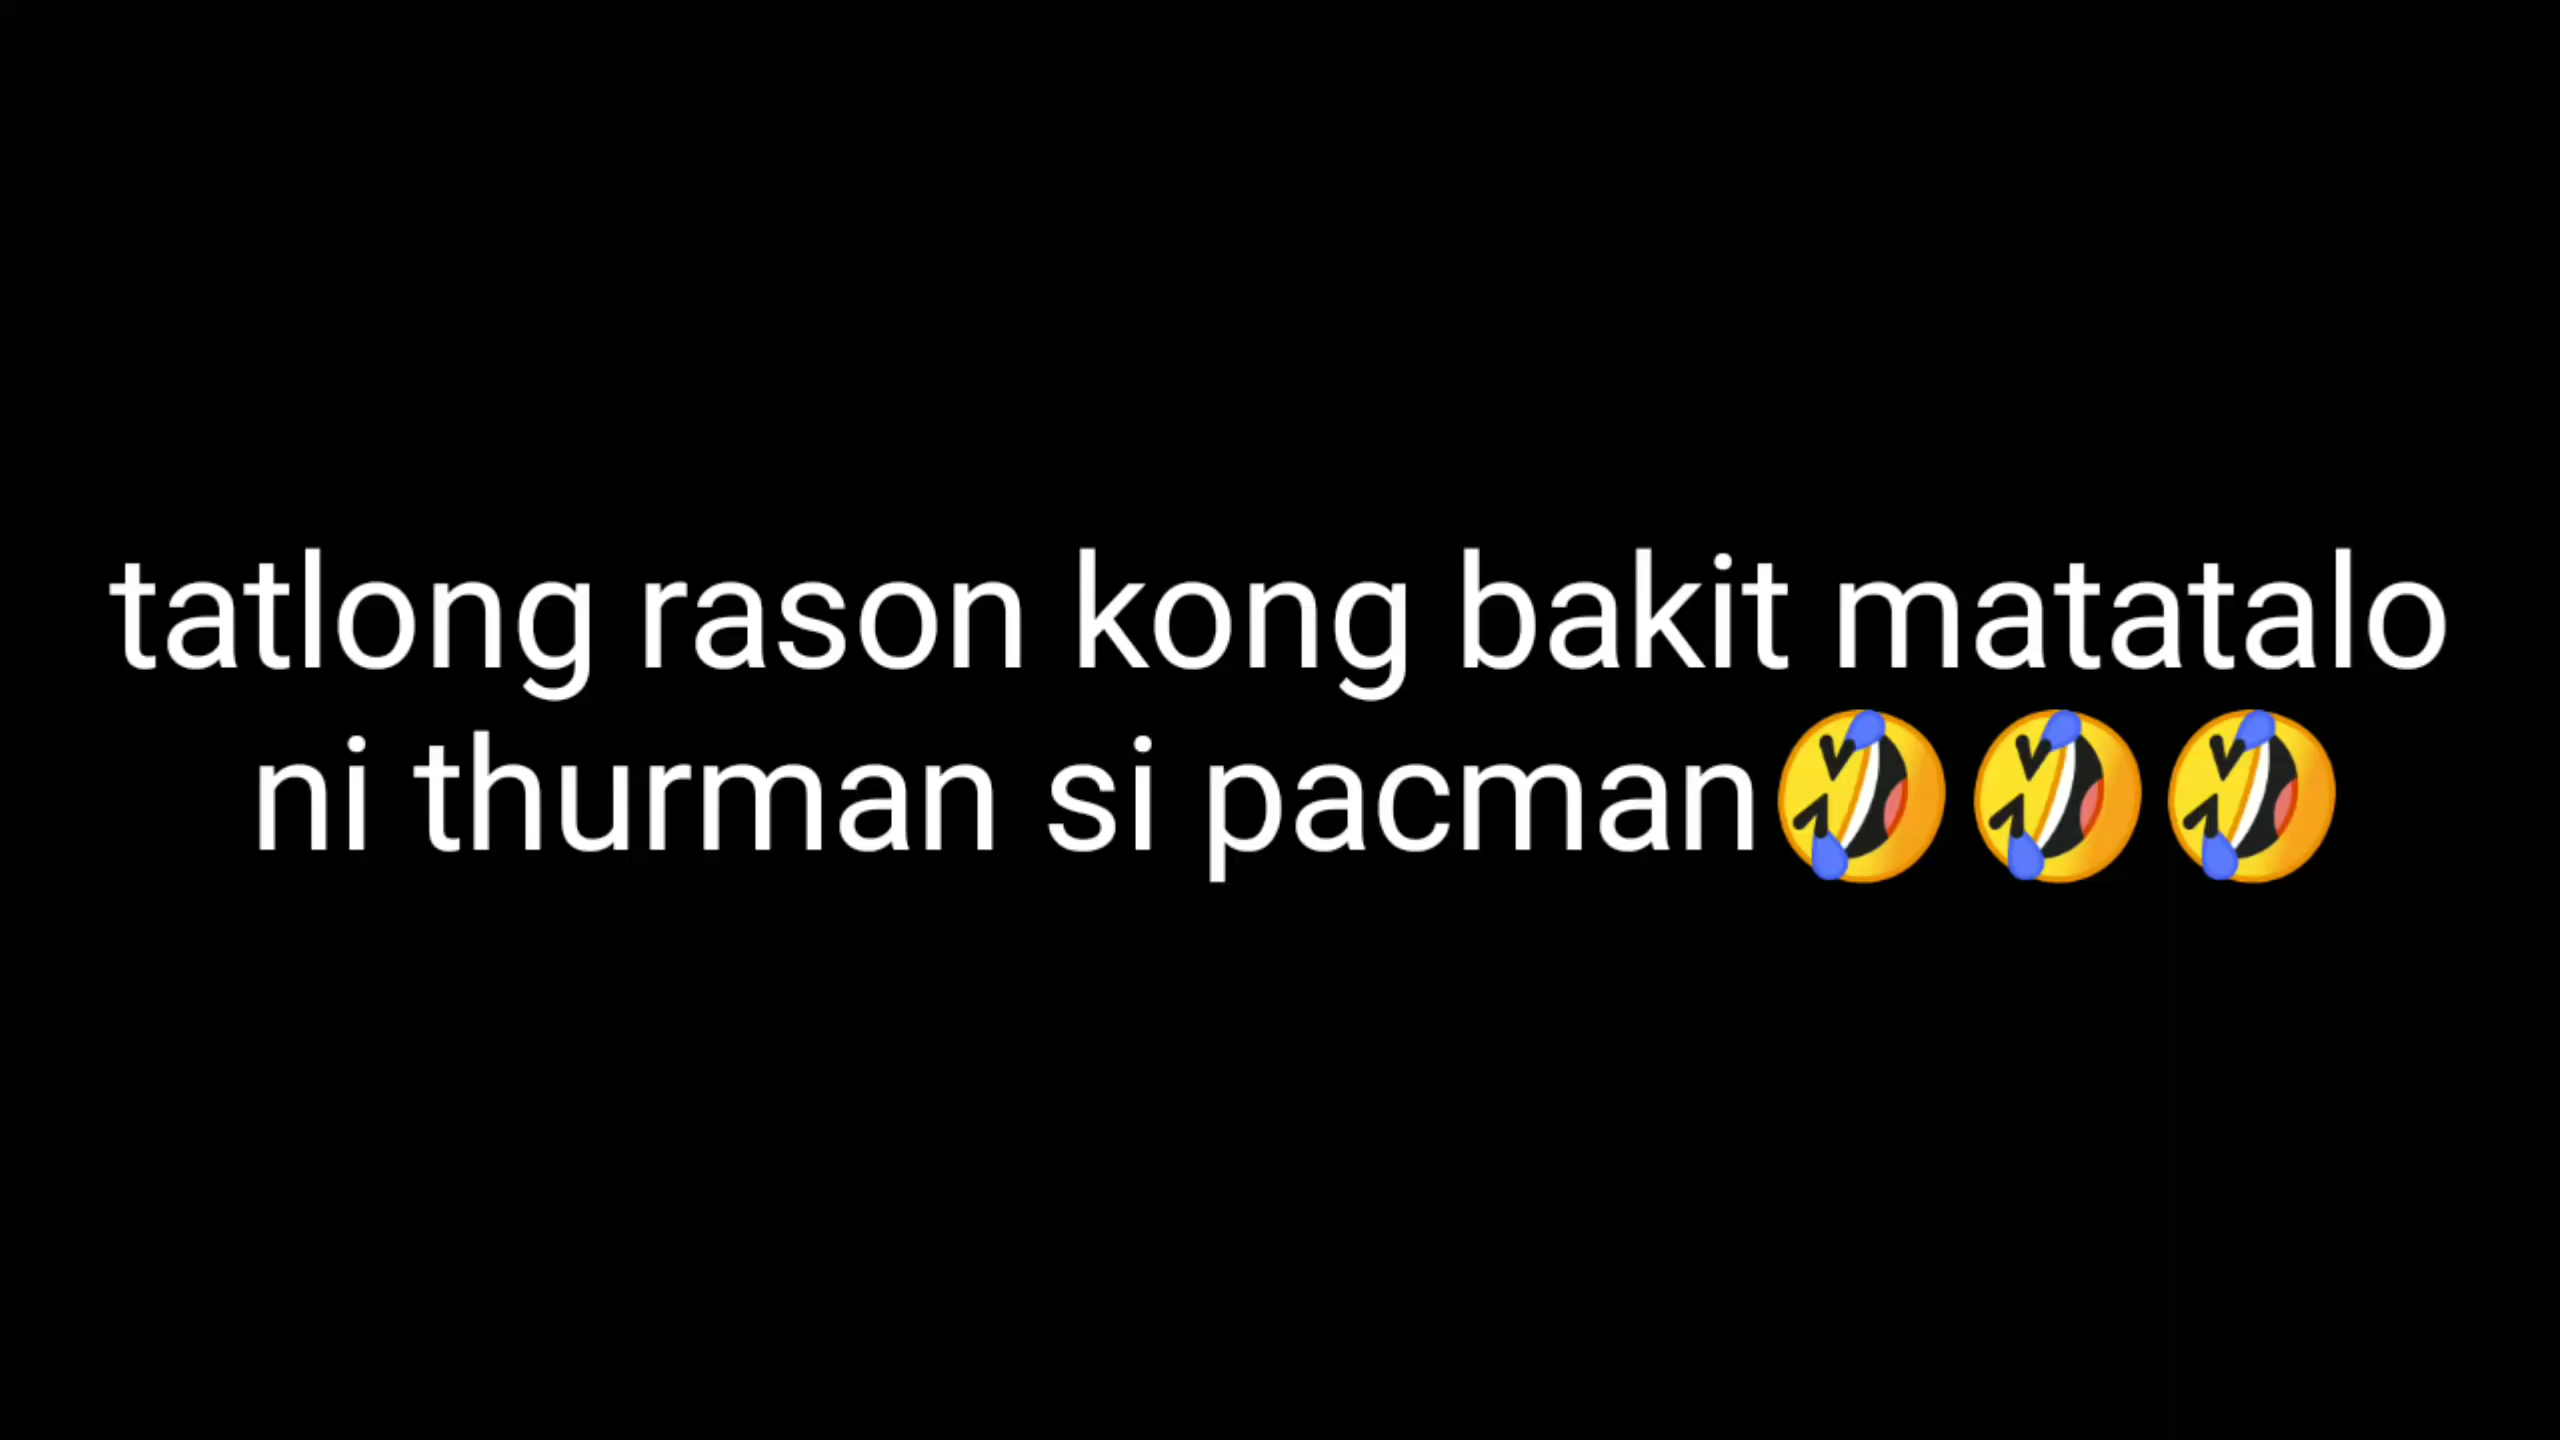 tatlong rason kong bakit matatalo
ni thurman si pacman🤣🤣🤣